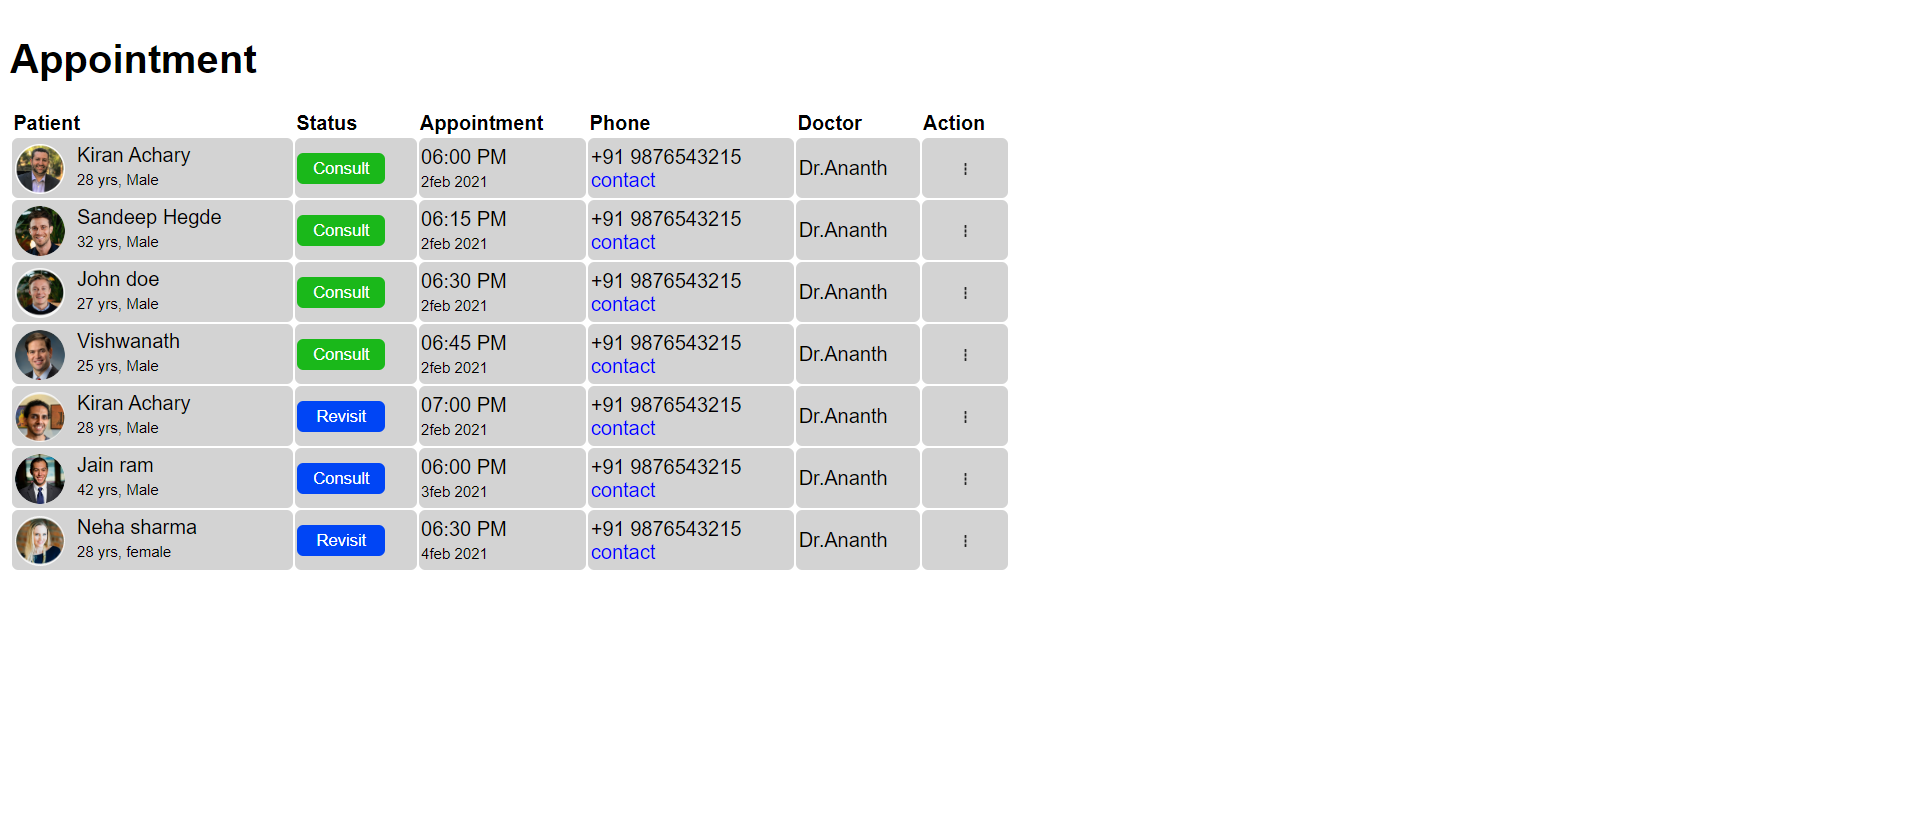 Appointment
Patient Status Appointment Phone Doctor Action
Kiran Achary
28 yrs, Male
Consult
06:00 PM
2feb 2021
+91 9876543215
contact
Dr.Ananth
Sandeep Hegde
32 yrs, Male
Consult
06:15 PM
2feb 2021
+91 9876543215
contact
Dr.Ananth
John doe
27 yrs, Male
Consult
06:30 PM
2feb 2021
+91 9876543215
contact
Dr.Ananth
Vishwanath
25 yrs, Male
Consult
06:45 PM
2feb 2021
+91 9876543215
contact
Dr.Ananth
Kiran Achary
28 yrs, Male
Revisit
07:00 PM
2feb 2021
+91 9876543215
contact
Dr.Ananth
Jain ram
42 yrs, Male
Consult
06:00 PM
3feb 2021
+91 9876543215
contact
Dr.Ananth
Neha sharma
28 yrs, female
Revisit
06:30 PM
4feb 2021
+91 9876543215
contact
Dr.Ananth